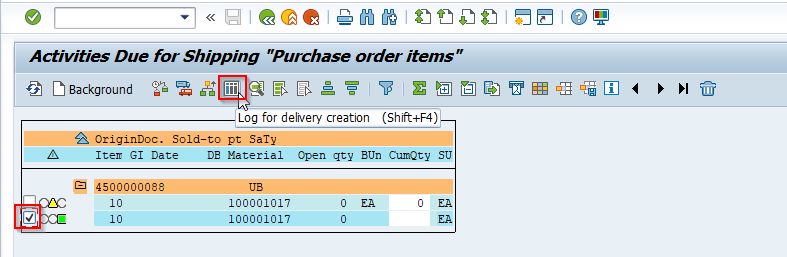 Activities Due for Shipping "Purchase order items"
Background
Log for delivery creation (Shift+F4)
OriginDoc. Sold-to pt SaTy
Item GI Date DB Material Open qty BUn CumQty SU
4500000088 UB
10 100001017 0 EA 0 EA
10 100001017 0 EA